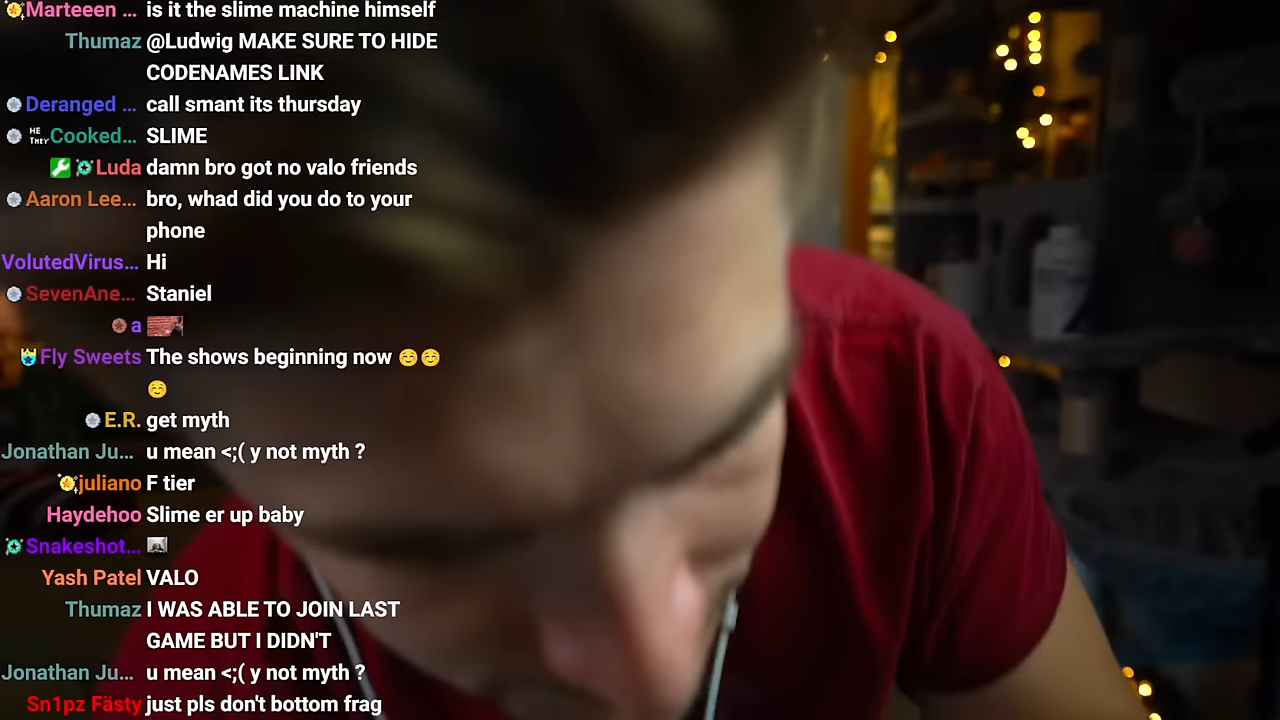 Marteeen ... is it the slime machine himself
Thumaz @Ludwig MAKE SURE TO HIDE
CODENAMES LINK
Deranged ... call smant its thursday
HE THEY Cooked... SLIME
Luda damn bro got no valo friends
Aaron Lee... bro, whad did you do to your
phone
VolutedVirus... Hi
SevenAne... Staniel
a
Fly Sweets The shows beginning now ☺️☺️
☺️
E.R. get myth
Jonathan Ju... u mean <;( y not myth ?
juliano F tier
Haydehoo Slime er up baby
Snakeshot...
Yash Patel VALO
Thumaz I WAS ABLE TO JOIN LAST
GAME BUT I DIDN'T
Jonathan Ju... u mean <;( y not myth ?
Sn1pz Fästy just pls don't bottom frag